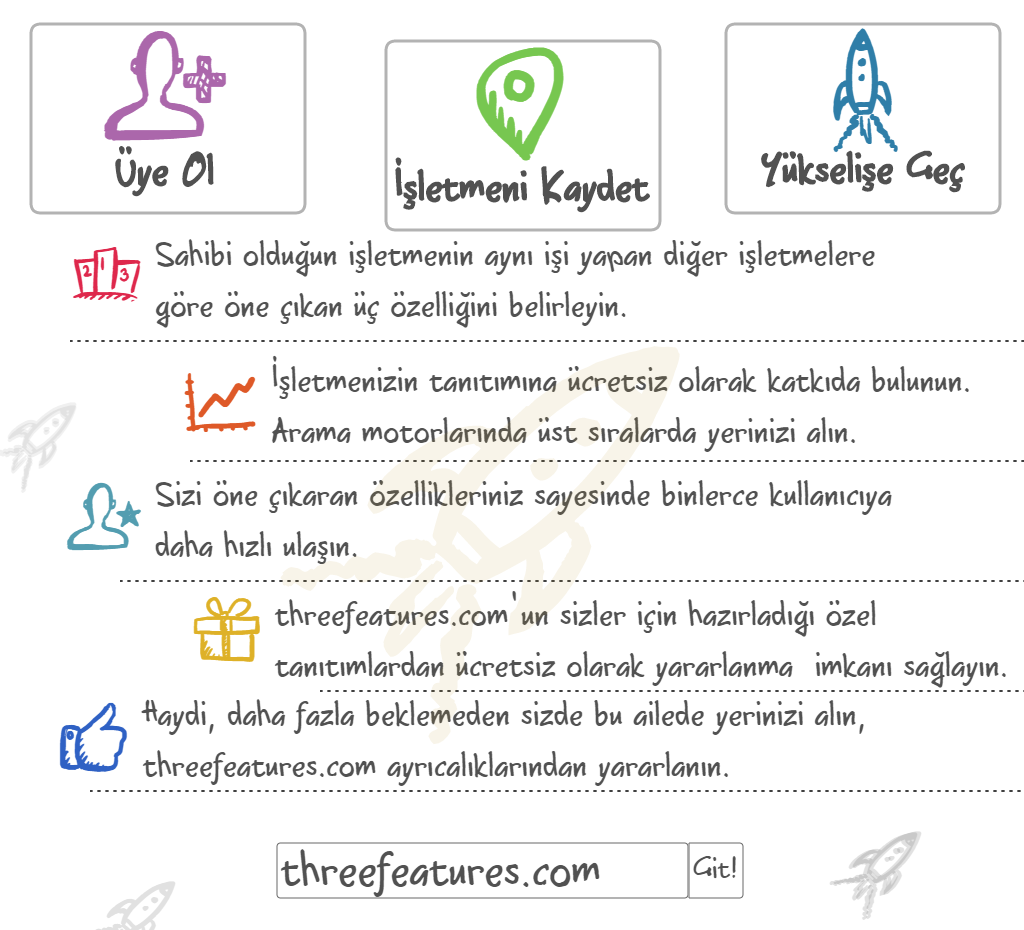 Üye Ol
İşletmeni Kaydet
Yükselişe Geç
2 1 3
Sahibi olduğun işletmenin aynı işi yapan diğer işletmelere
göre öne çıkan üç özelliğini belirleyin.
İşletmenizin tanıtımına ücretsiz olarak katkıda bulunun.
Arama motorlarında üst sıralarda yerinizi alın.
Sizi öne çıkaran özellikleriniz sayesinde binlerce kullanıcıya
daha hızlı ulaşın.
threefeatures.com'un sizler için hazırladığı özel
tanıtımlardan ücretsiz olarak yararlanma imkanı sağlayın.
Haydi, daha fazla beklemeden sizde bu ailede yerinizi alın,
threefeatures.com ayrıcalıklarından yararlanın.
threefeatures.com Git!